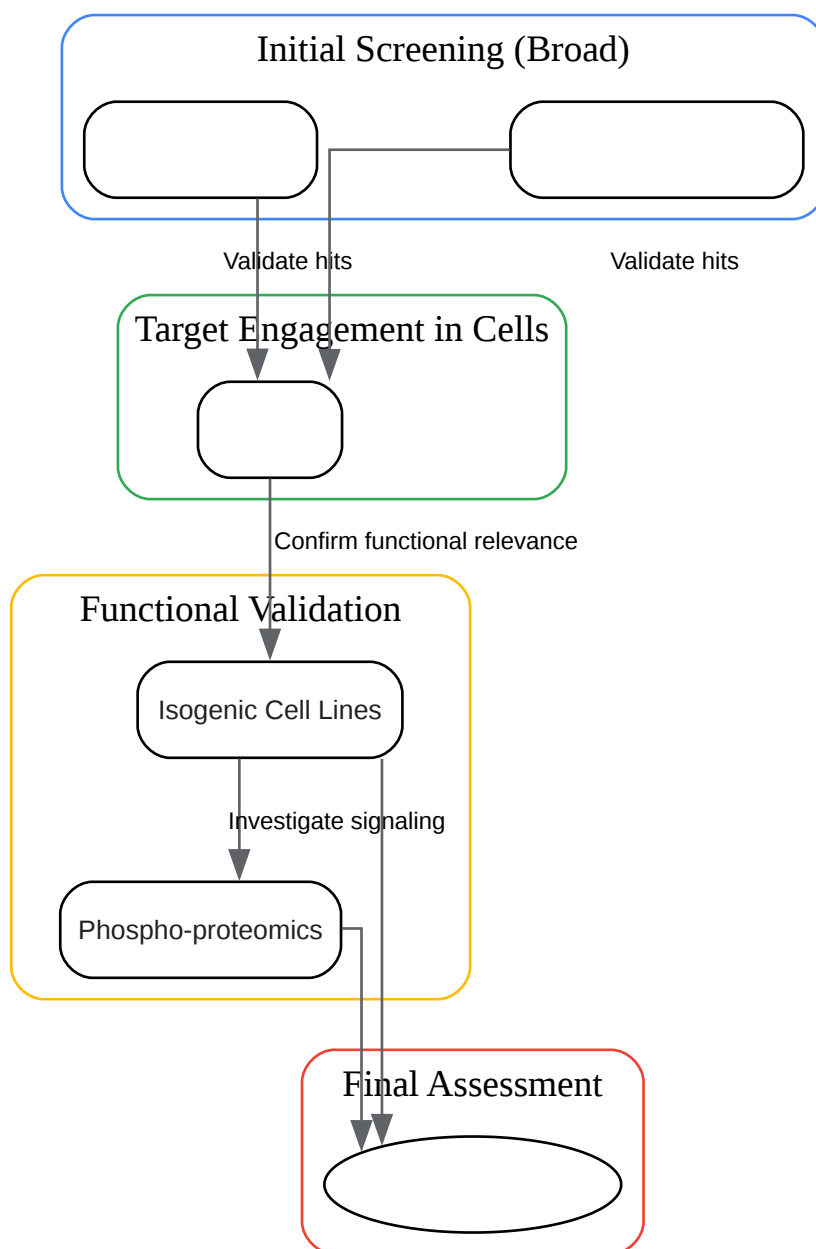 Initial Screening (Broad)
Validate hits
Validate hits
Target Engagement in Cells
Confirm functional relevance
Functional Validation
Isogenic Cell Lines
Investigate signaling
Phospho-proteomics
Final Assessment